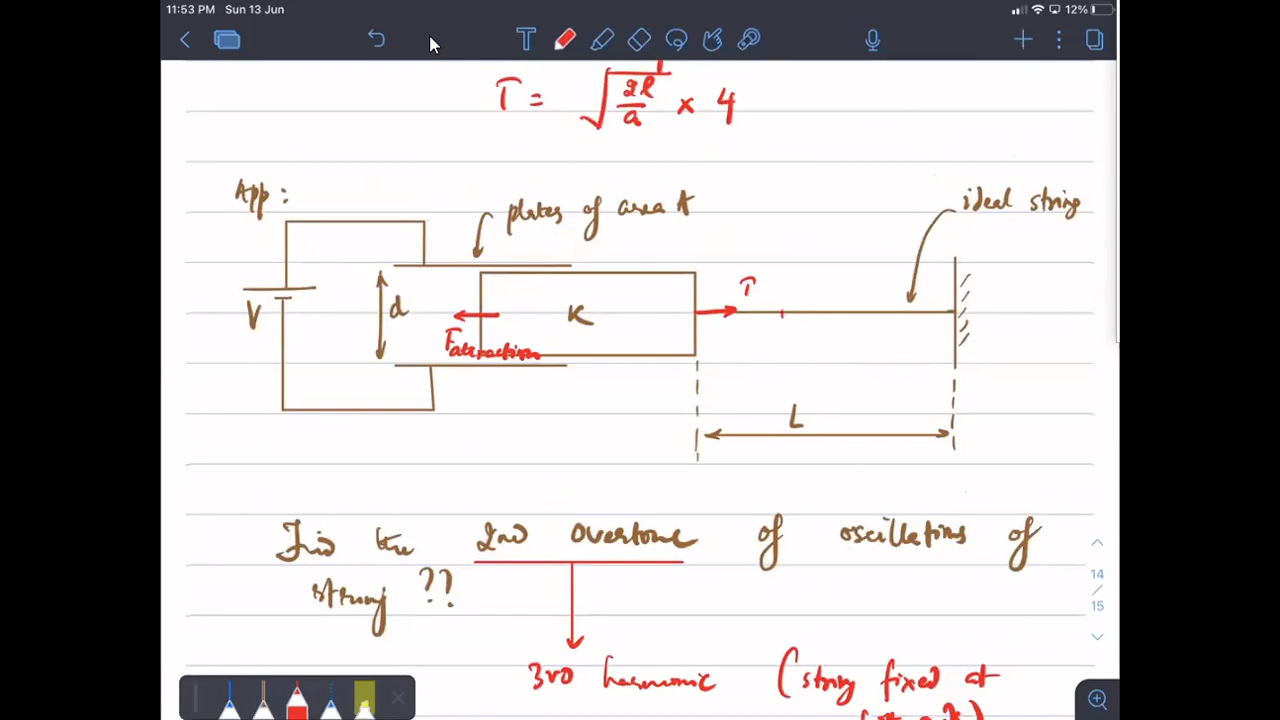 11:53 PM Sun 13 Jun 12%
T = √(2l/a) × 4
App:
plates of area A
ideal string
V
d
K
T
Fattraction
L
Find the 2nd overtone of oscillations of
string ??
14
/
15
3rd harmonic (string fixed at